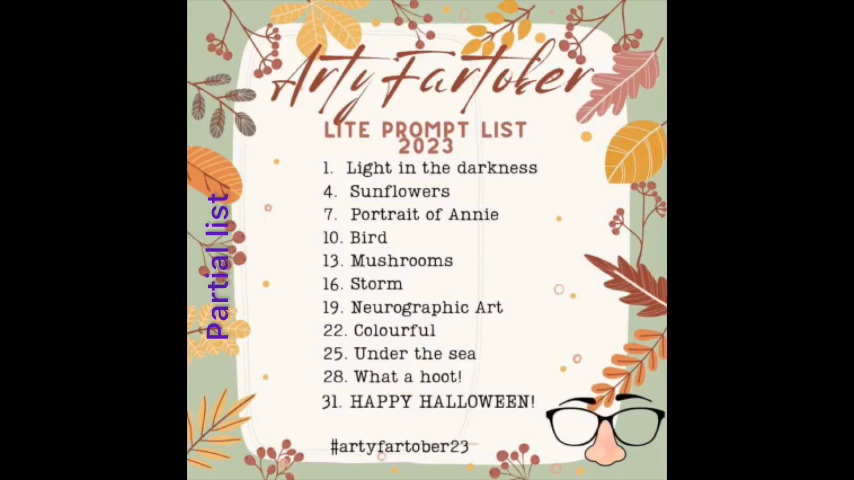 ArtyFartober
LITE PROMPT LIST
2023
1. Light in the darkness
4. Sunflowers
7. Portrait of Annie
10. Bird
13. Mushrooms
16. Storm
19. Neurographic Art
22. Colourful
25. Under the sea
28. What a hoot!
31. HAPPY HALLOWEEN!
#artyfartober23
Partial list